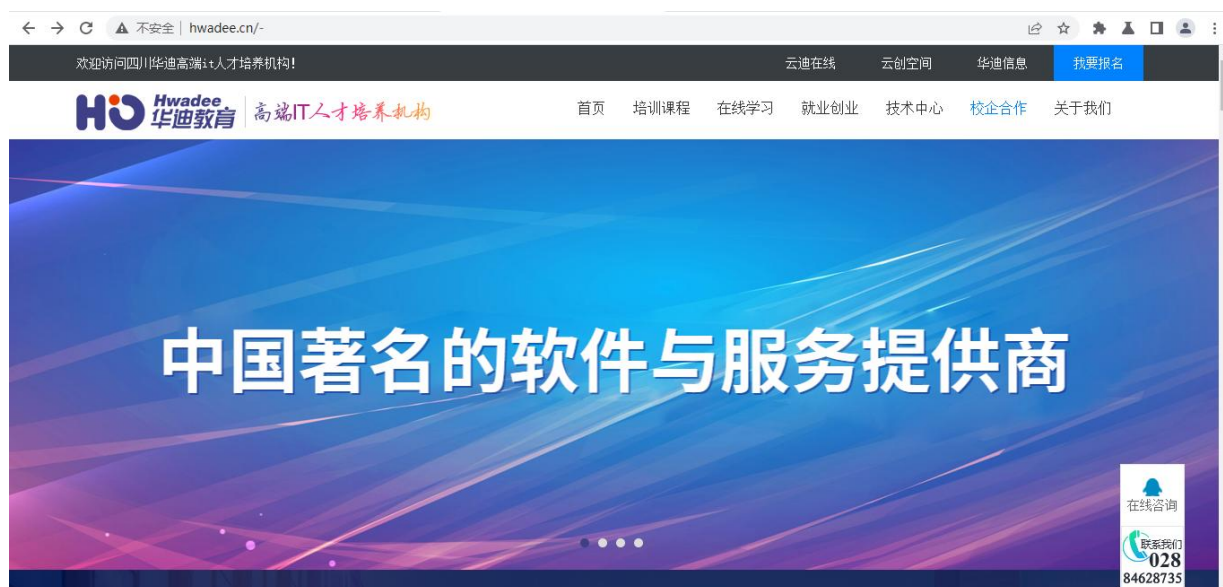 不安全 | hwadee.cn/-
欢迎访问四川华迪高端it人才培养机构! 云迪在线 云创空间 华迪信息 我要报名
Hwadee
华迪教育 高端IT人才培养机构 首页 培训课程 在线学习 就业创业 技术中心 校企合作 关于我们
中国著名的软件与服务提供商
在线咨询
联系我们
028
84628735